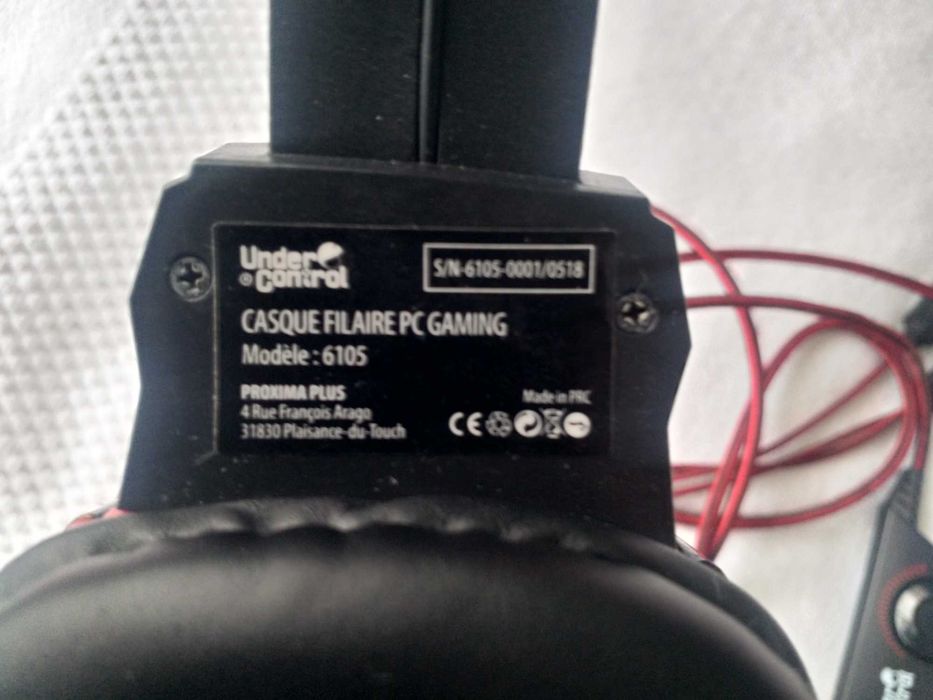 Under Control
S/N-6105-0001/0518
CASQUE FILAIRE PC GAMING
Modèle : 6105
PROXIMA PLUS
4 Rue François Arago
31830 Plaisance-du-Touch
Made in PRC
CE